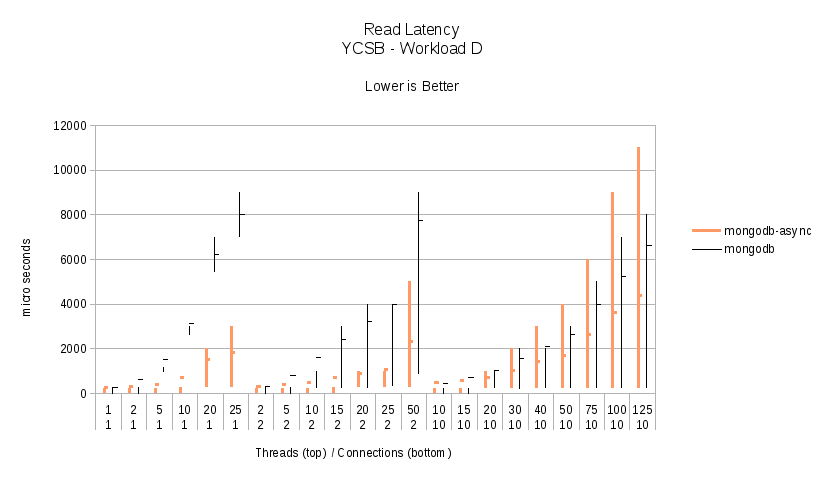 Read Latency
YCSB - Workload D
Lower is Better
12000
10000
8000
6000
4000
2000
0
micro seconds
1 2 5 10 20 25 2 5 10 15 20 25 50 10 15 20 30 40 50 75 100 125
1 1 1 1 1 1 2 2 2 2 2 2 2 10 10 10 10 10 10 10 10 10
Threads (top) / Connections (bottom)
mongodb-async
mongodb